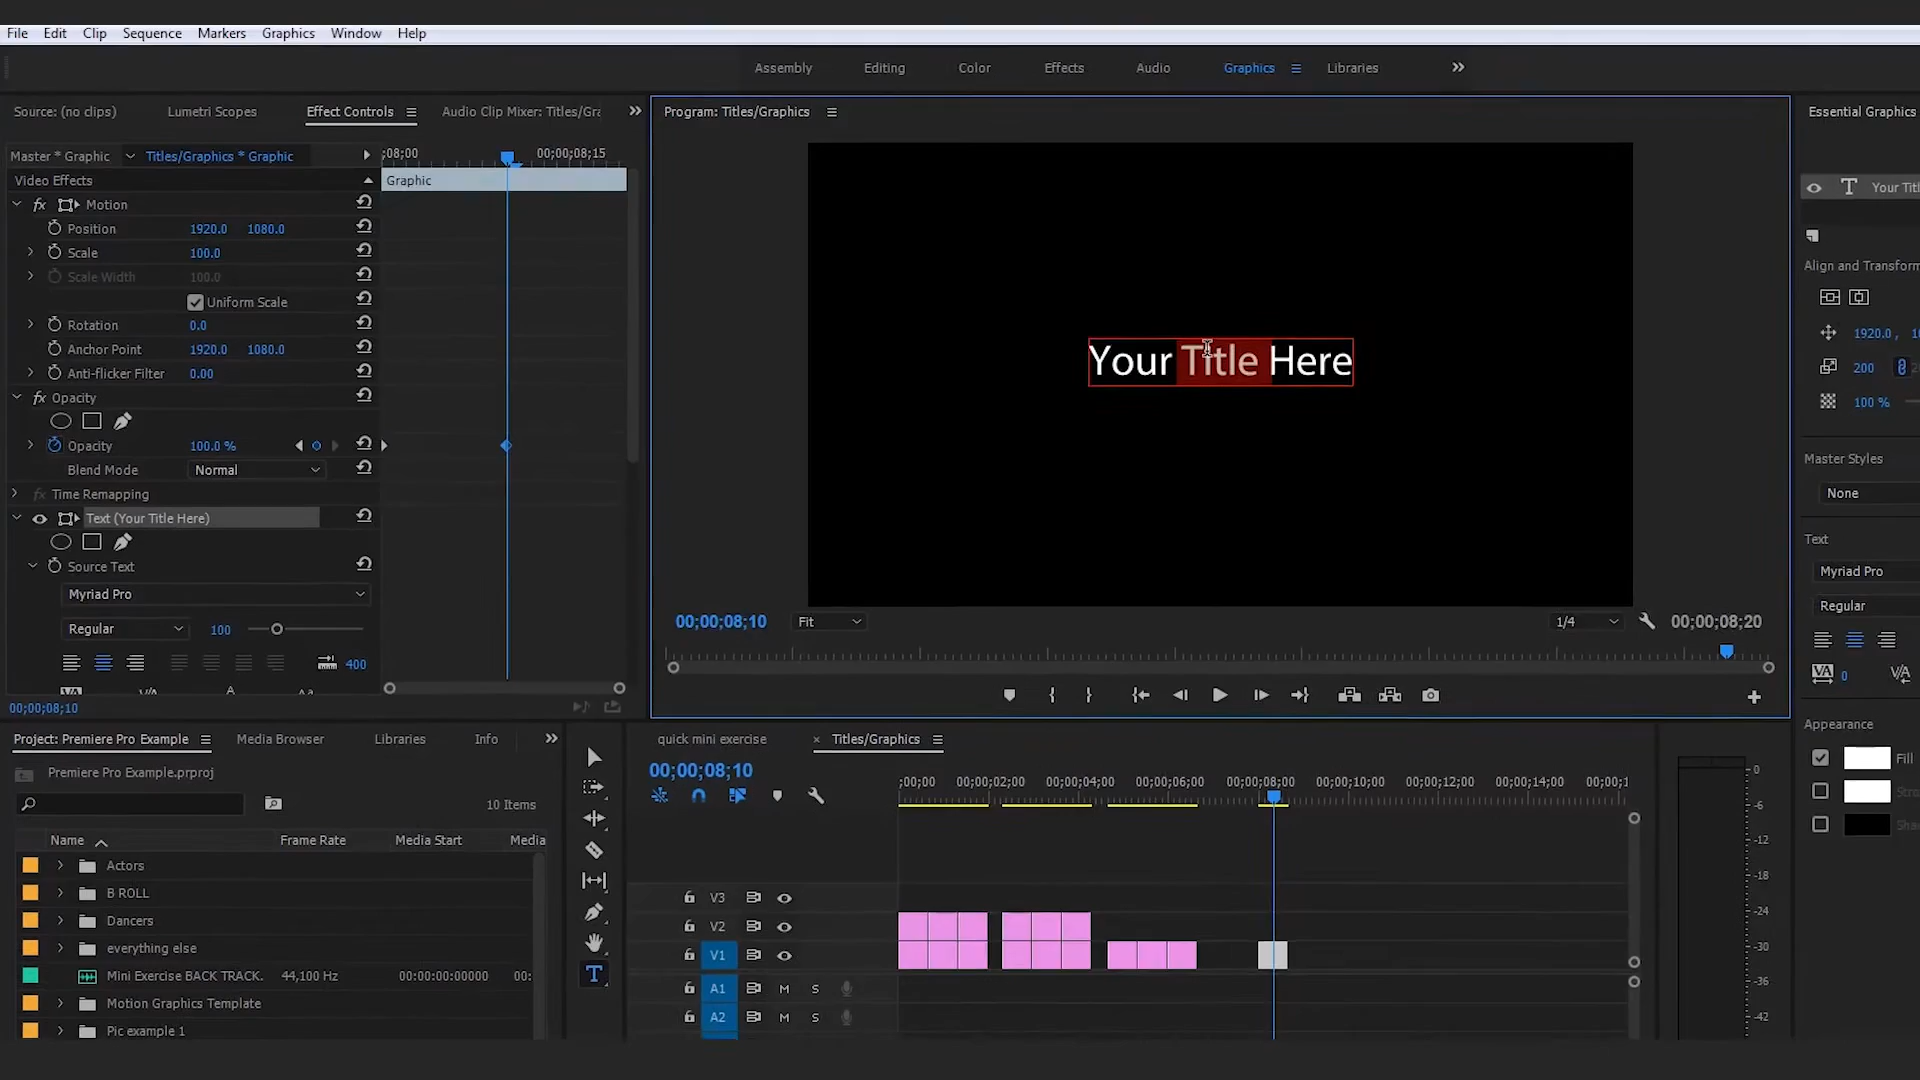 File Edit Clip Sequence Markers Graphics Window Help
Assembly Editing Color Effects Audio Graphics Libraries
Source: (no clips) Lumetri Scopes Effect Controls Audio Clip Mixer: Titles/Gra
Program: Titles/Graphics
Essential Graphics
Master * Graphic Titles/Graphics * Graphic
;08;00 00;00;08;15
Video Effects
Graphic
Motion
Position 1920.0 1080.0
Scale 100.0
Scale Width 100.0
Uniform Scale
Rotation 0.0
Anchor Point 1920.0 1080.0
Anti-flicker Filter 0.00
Opacity
Opacity 100.0 %
Blend Mode Normal
Time Remapping
Text (Your Title Here)
Source Text
Myriad Pro
Regular 100
400
00;00;08;10
Your Title Here
00;00;08;10 Fit 1/4 00;00;08;20
Your Titl
Align and Transform
1920.0 ,
200
100 %
Master Styles
None
Text
Myriad Pro
Regular
VA 0
Appearance
Fill
Project: Premiere Pro Example Media Browser Libraries Info
Premiere Pro Example.prproj
10 Items
Name Frame Rate Media Start Media
Actors
B ROLL
Dancers
everything else
Mini Exercise BACK TRACK. 44,100 Hz 00:00:00:00000 00:
Motion Graphics Template
Pic example 1
quick mini exercise Titles/Graphics
00;00;08;10
;00;00 00;00;02;00 00;00;04;00 00;00;06;00 00;00;08;00 00;00;10;00 00;00;12;00 00;00;14;00 00;00;1
V3
V2
V1
A1 M S
A2 M S
0
-6
-12
-18
-24
-30
-36
-42